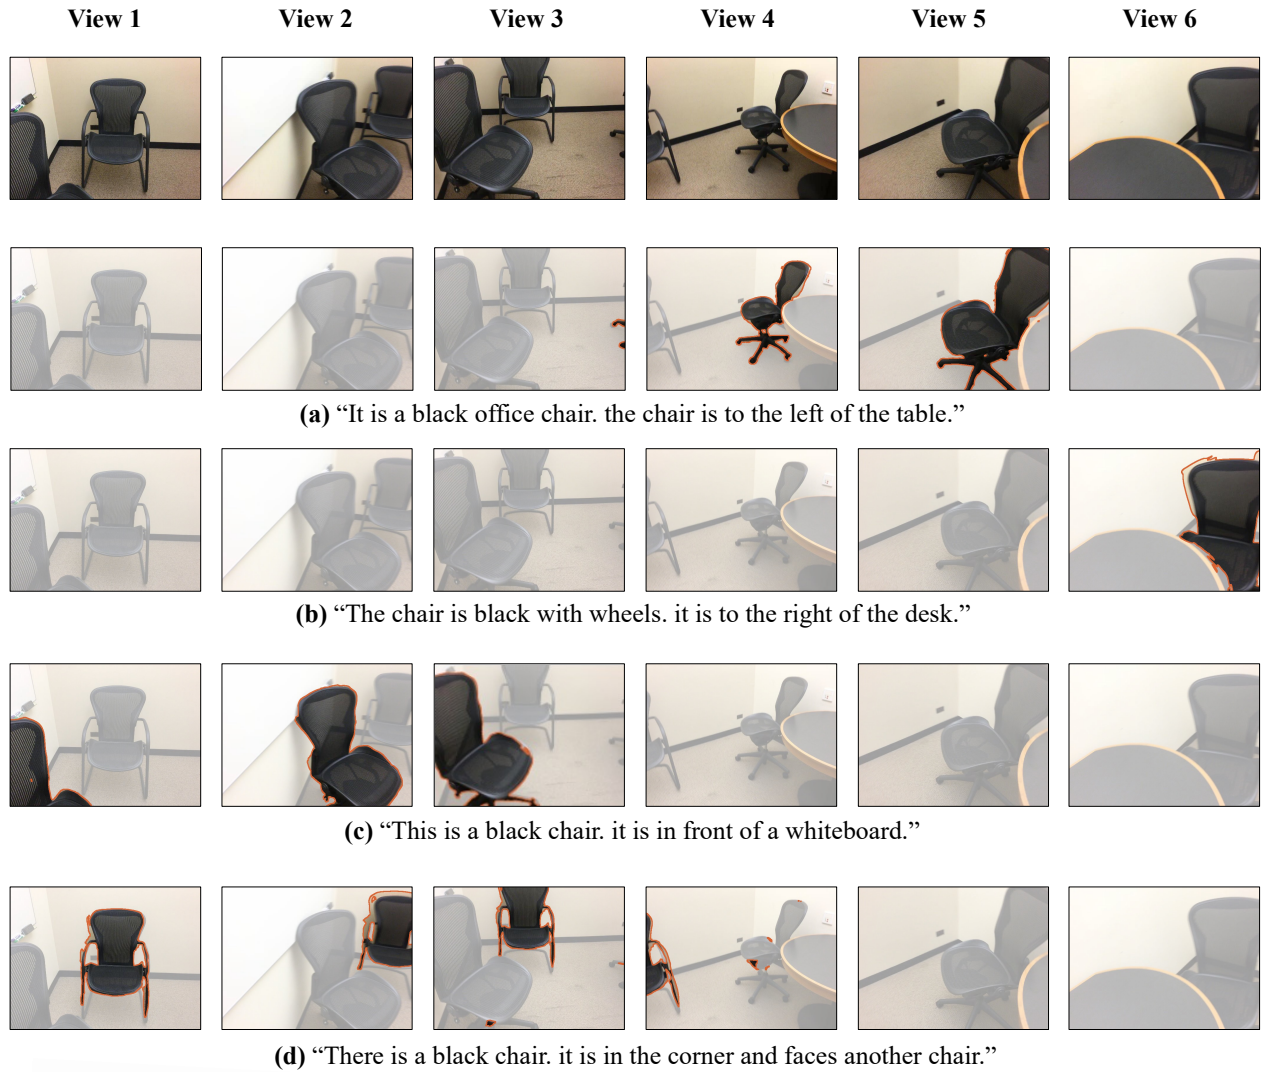 View 1 View 2 View 3 View 4 View 5 View 6
(a) “It is a black office chair. the chair is to the left of the table.”
(b) “The chair is black with wheels. it is to the right of the desk.”
(c) “This is a black chair. it is in front of a whiteboard.”
(d) “There is a black chair. it is in the corner and faces another chair.”